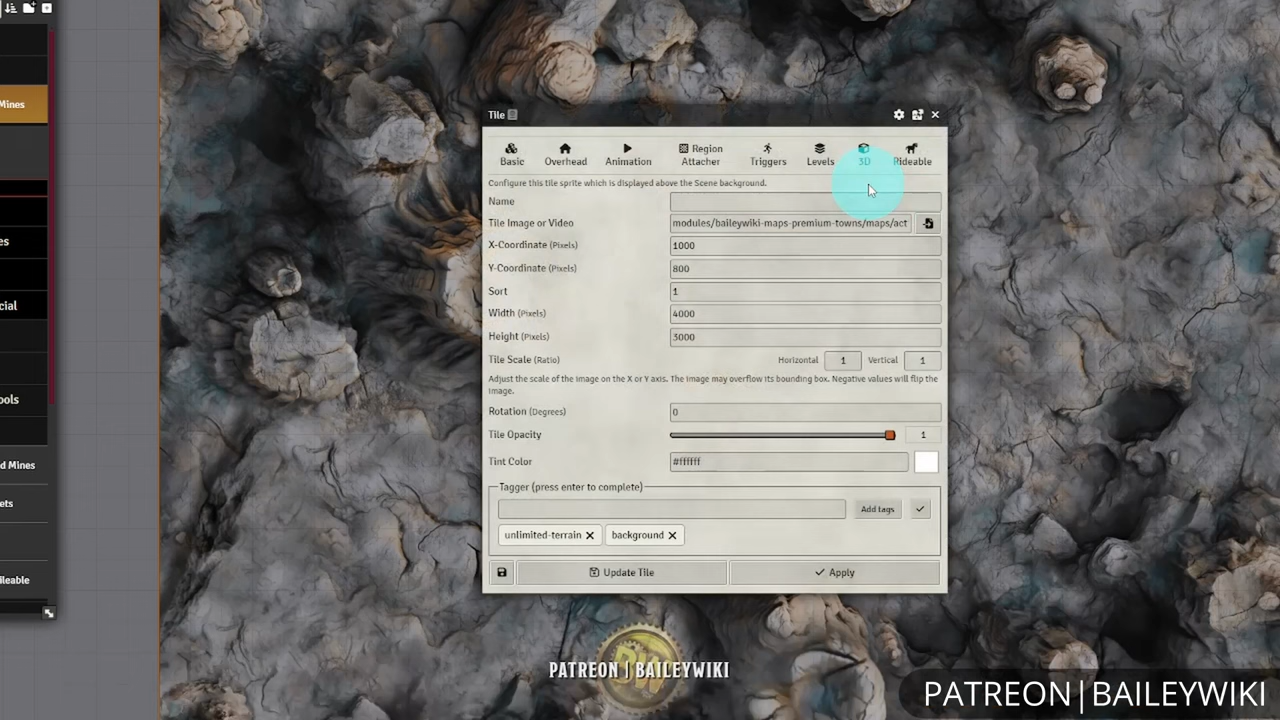 Mines
es
cial
ools
d Mines
ets
ileable
Tile
Basic
Overhead
Animation
Region Attacher
Triggers
Levels
3D
Rideable
Configure this tile sprite which is displayed above the Scene background.
Name
Tile Image or Video
modules/baileywiki-maps-premium-towns/maps/act
X-Coordinate (Pixels)
1000
Y-Coordinate (Pixels)
800
Sort
1
Width (Pixels)
4000
Height (Pixels)
3000
Tile Scale (Ratio)
Horizontal 1 Vertical 1
Adjust the scale of the image on the X or Y axis. The image may overflow its bounding box. Negative values will flip the
image.
Rotation (Degrees)
0
Tile Opacity
1
Tint Color
#ffffff
Tagger (press enter to complete)
Add tags
unlimited-terrain
background
Update Tile
Apply
BW
PATREON | BAILEYWIKI
PATREON | BAILEYWIKI